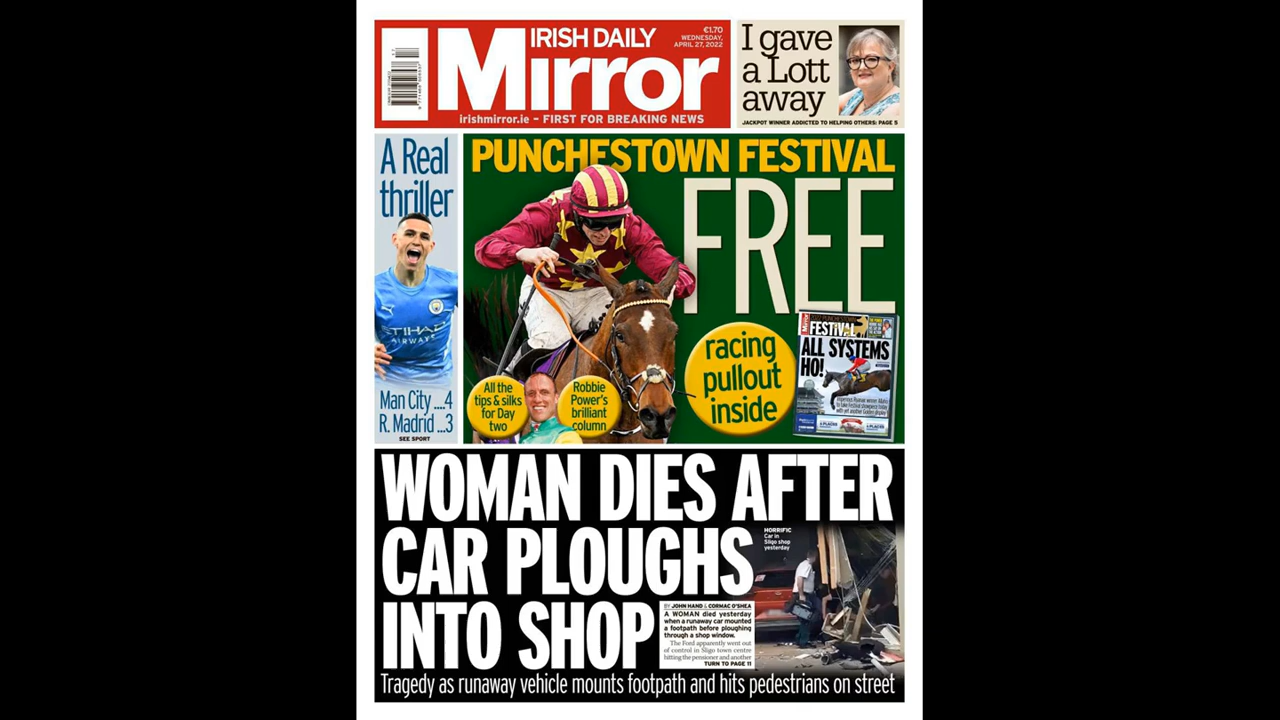 IRISH DAILY
Mirror
€1.70
WEDNESDAY,
APRIL 27, 2022
irishmirror.ie – FIRST FOR BREAKING NEWS
I gave
a Lott
away
JACKPOT WINNER ADDICTED TO HELPING OTHERS: PAGE 5
A Real
thriller
ETIHAD
AIRWAYS
Man City ....4
R. Madrid ...3
SEE SPORT
PUNCHESTOWN FESTIVAL
FREE
racing
pullout
inside
All the
tips & silks
for Day
two
Robbie
Power's
brilliant
column
Mirror
PUNCHESTOWN
FESTIVAL
ALL SYSTEMS
HO!
WOMAN DIES AFTER
CAR PLOUGHS
INTO SHOP
HORRIFIC
Car in
Sligo shop
yesterday
BY JOHN HAND & CORMAC O'SHEA
A WOMAN died yesterday
when a runaway car mounted
a footpath before ploughing
through a shop window.
The Ford apparently went out
of control in Sligo town centre
hitting the pensioner and another
TURN TO PAGE 11
Tragedy as runaway vehicle mounts footpath and hits pedestrians on street